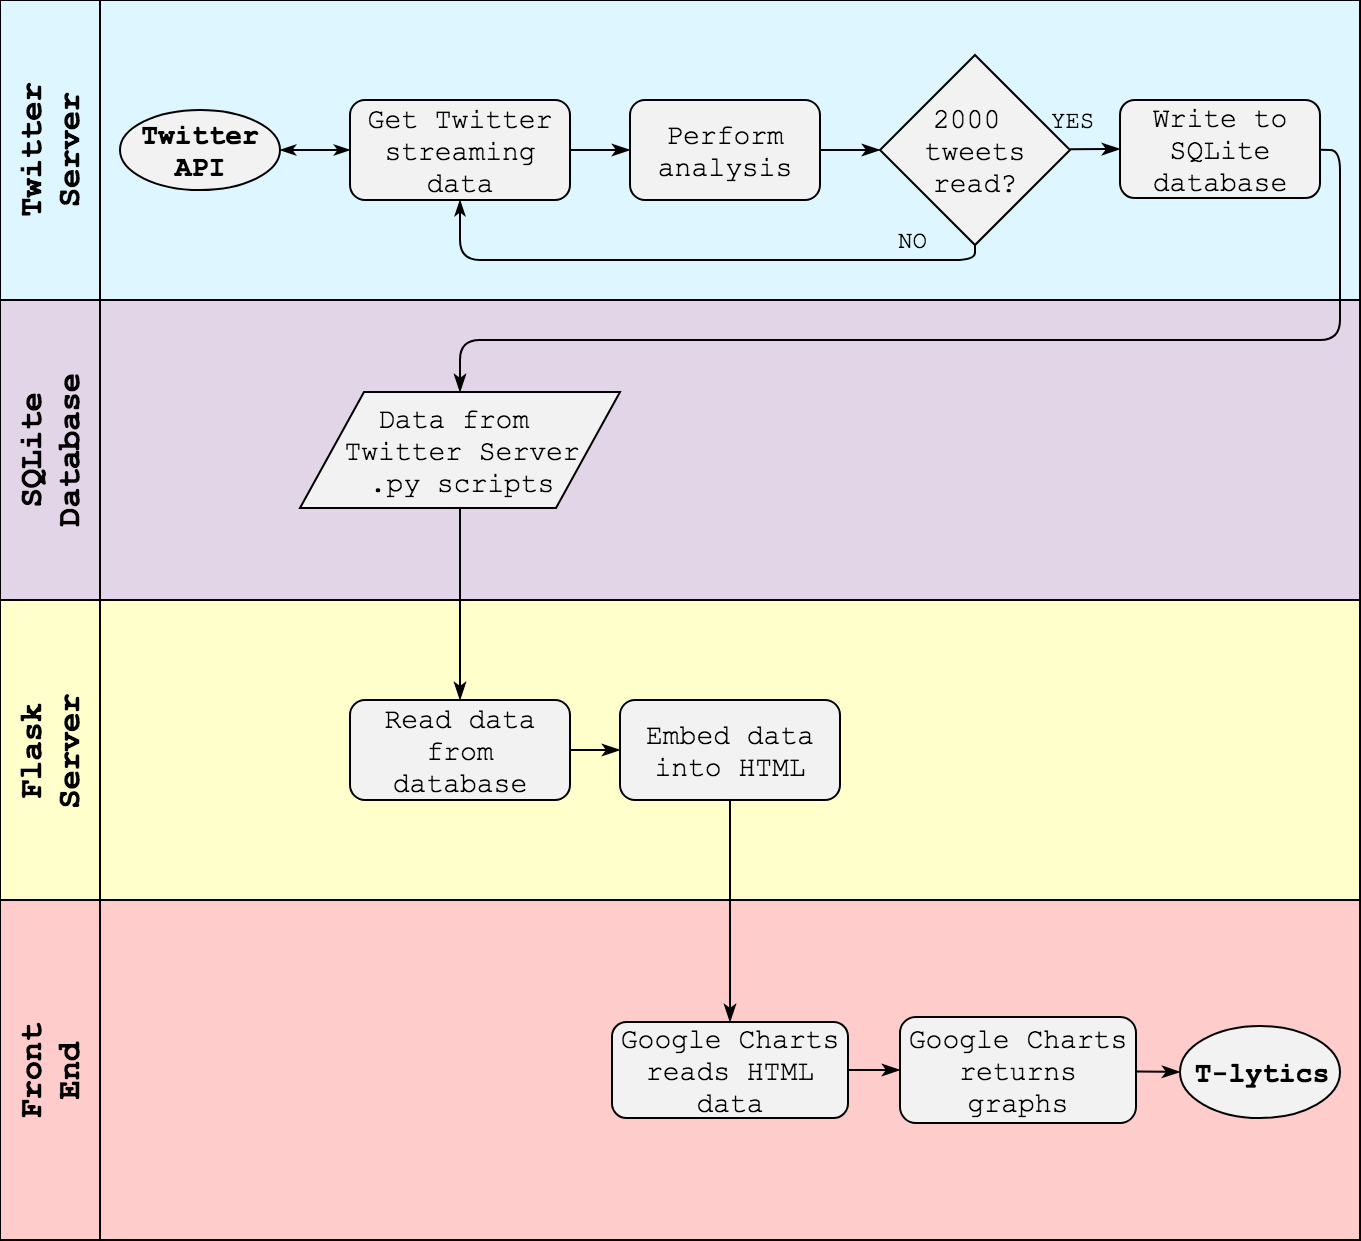 Twitter
Server
Twitter
API
Get Twitter
streaming
data
Perform
analysis
2000
tweets
read?
YES
NO
Write to
SQLite
database
SQLite
Database
Data from
Twitter Server
.py scripts
Flask
Server
Read data
from
database
Embed data
into HTML
Front
End
Google Charts
reads HTML
data
Google Charts
returns
graphs
T-lytics